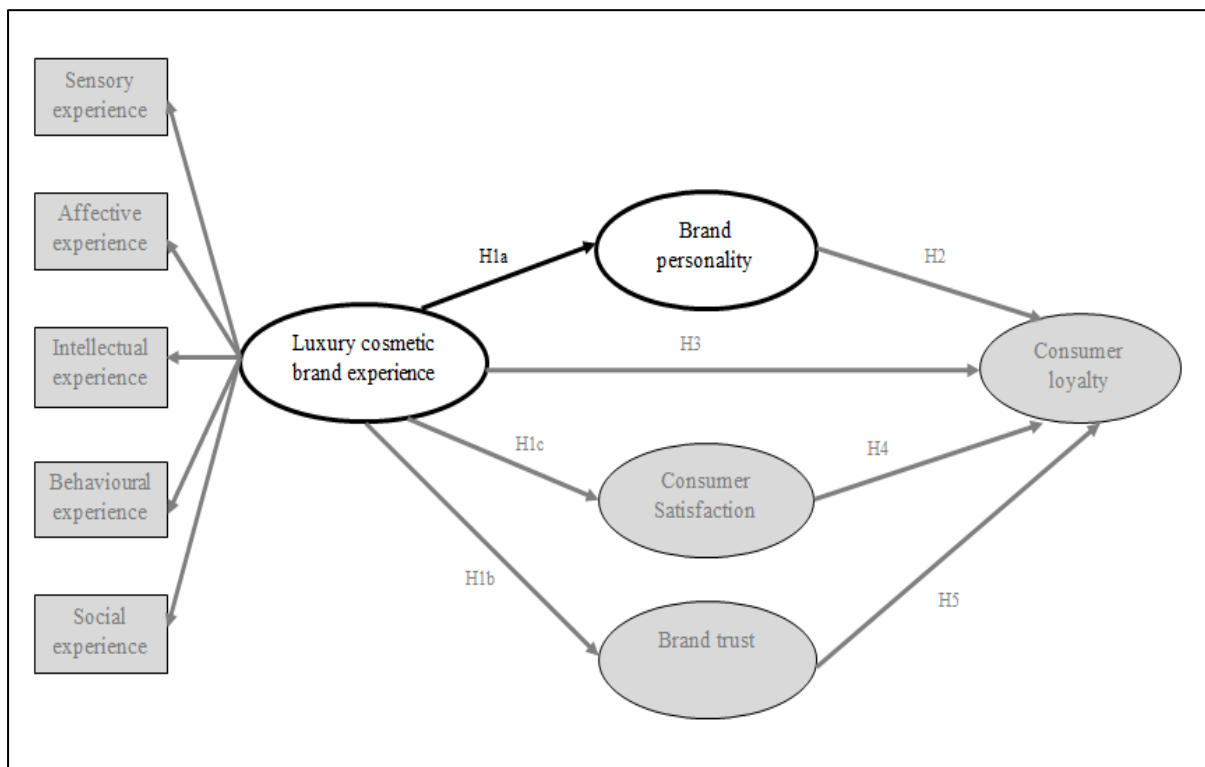 Sensory
experience
Affective
experience
Intellectual
experience
Behavioural
experience
Social
experience
Luxury cosmetic
brand experience
H1a
Brand
personality
H2
H3
Consumer
loyalty
H1c
Consumer
Satisfaction
H4
H1b
Brand trust
H5